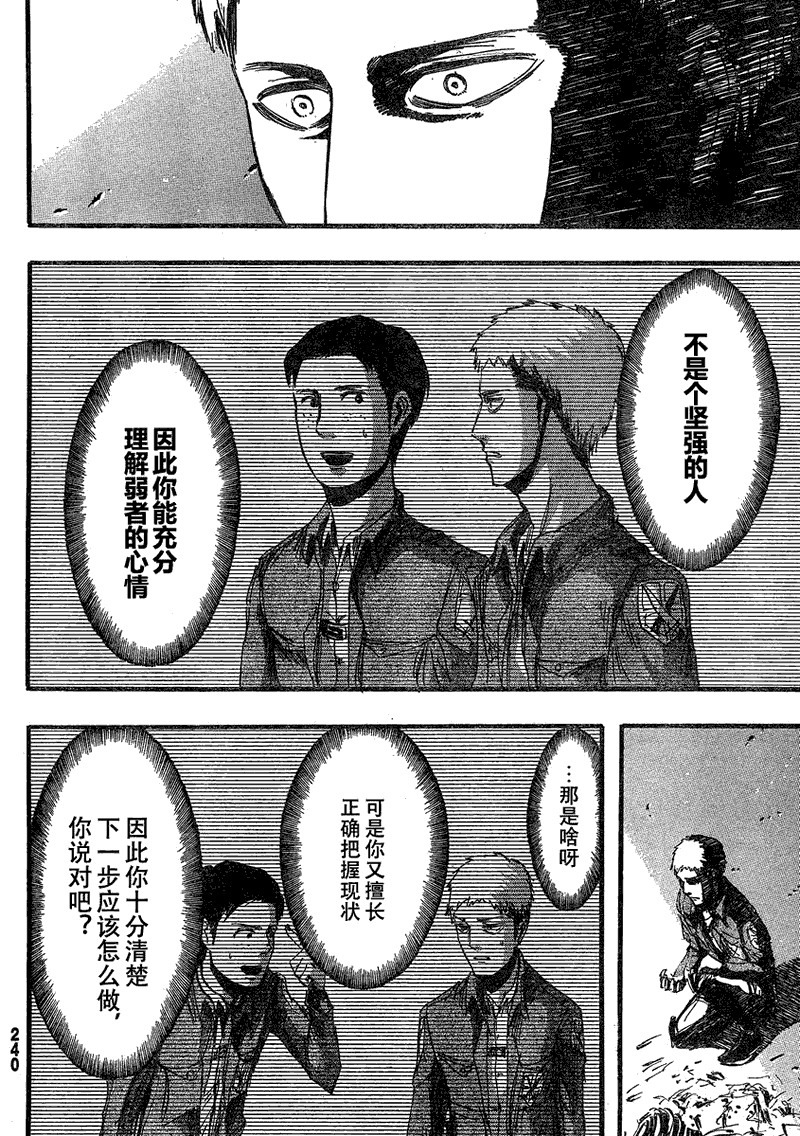 不是个坚强的人
因此你能充分
理解弱者的心情
…那是啥呀
可是你又擅长
正确把握现状
因此你十分清楚
下一步应该怎么做,
你说对吧？
240